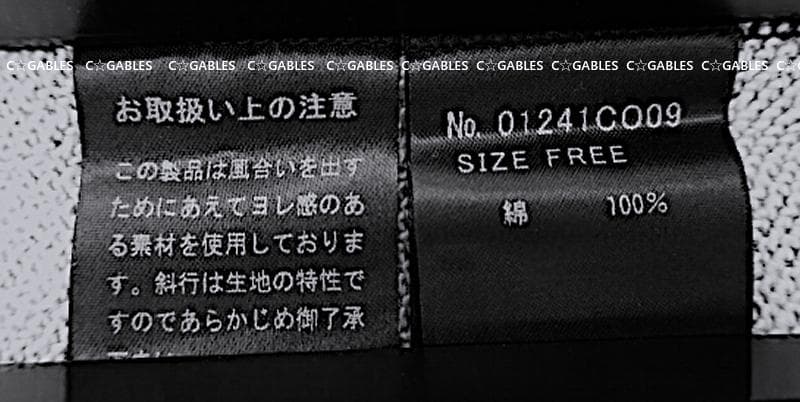 C☆GABLES C☆GABLES C☆GABLES C☆GABLES C☆GABLES C☆GABLES C☆GABLES C☆GABLES C☆GABLES C☆GABLES
お取扱い上の注意
この製品は風合いを出す
ためにあえてヨレ感のあ
る素材を使用しておりま
す。斜行は生地の特性で
すのであらかじめ御了承
No. 01241CO09
SIZE FREE
綿 100%